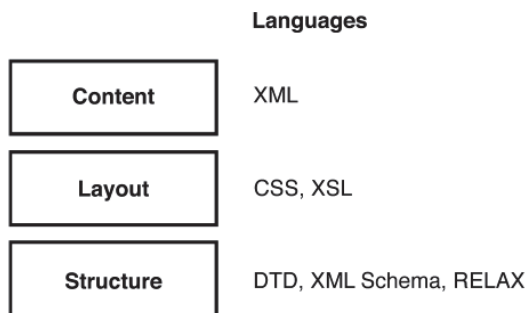 Languages
Content XML
Layout CSS, XSL
Structure DTD, XML Schema, RELAX